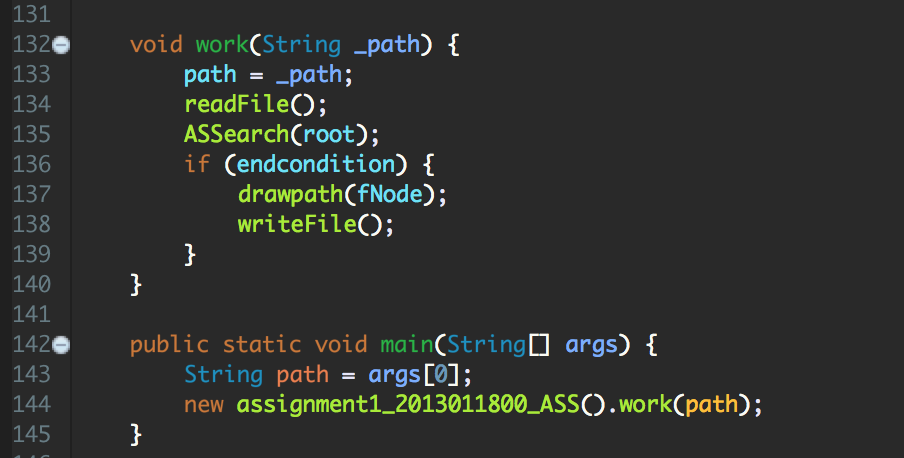 131
132 void work(String _path) {
133 path = _path;
134 readFile();
135 ASSearch(root);
136 if (endcondition) {
137 drawpath(fNode);
138 writeFile();
139 }
140 }
141
142 public static void main(String[] args) {
143 String path = args[0];
144 new assignment1_2013011800_ASS().work(path);
145 }